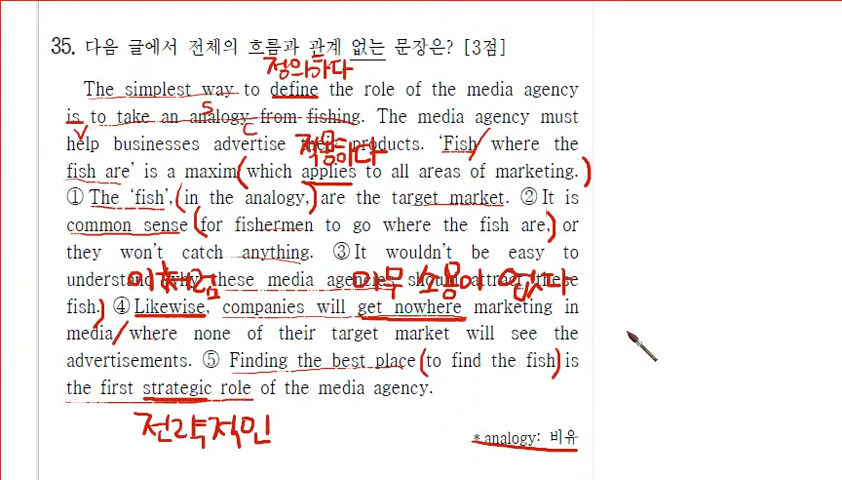 35. 다음 글에서 전체의 흐름과 관계 없는 문장은? [3점]
정의하다
The simplest way to define the role of the media agency
S
is to take an analogy from fishing. The media agency must
V C
help businesses advertise their products. ‘Fish where the
적용하다
fish are’ is a maxim(which applies to all areas of marketing.)
① The ‘fish’,(in the analogy,) are the target market. ② It is
common sense (for fishermen to go where the fish are,) or
they won’t catch anything. ③ It wouldn’t be easy to
이처럼 아무 소용이 없다
understand why these media agencies should attract these
fish.) ④ Likewise, companies will get nowhere marketing in
media/where none of their target market will see the
advertisements. ⑤ Finding the best place (to find the fish) is
the first strategic role of the media agency.
전략적인
*analogy: 비유